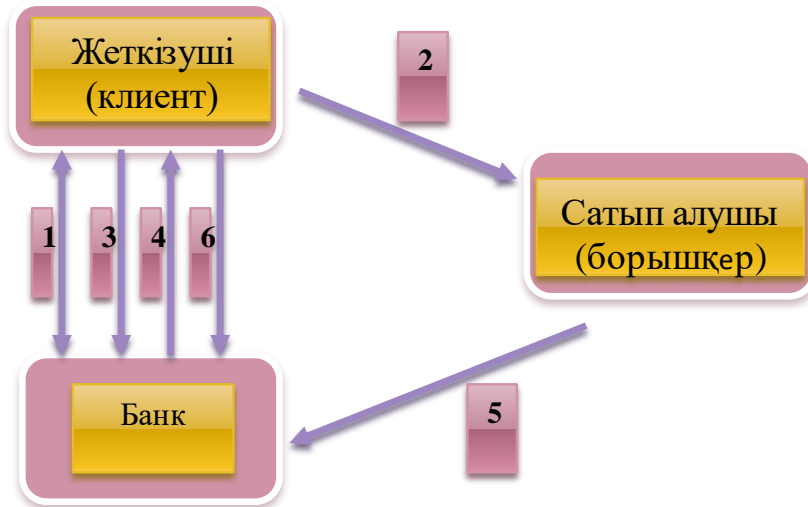 Жеткізуші
(клиент)
2
Сатып алушы
(борышқер)
1
3
4
6
Банк
5